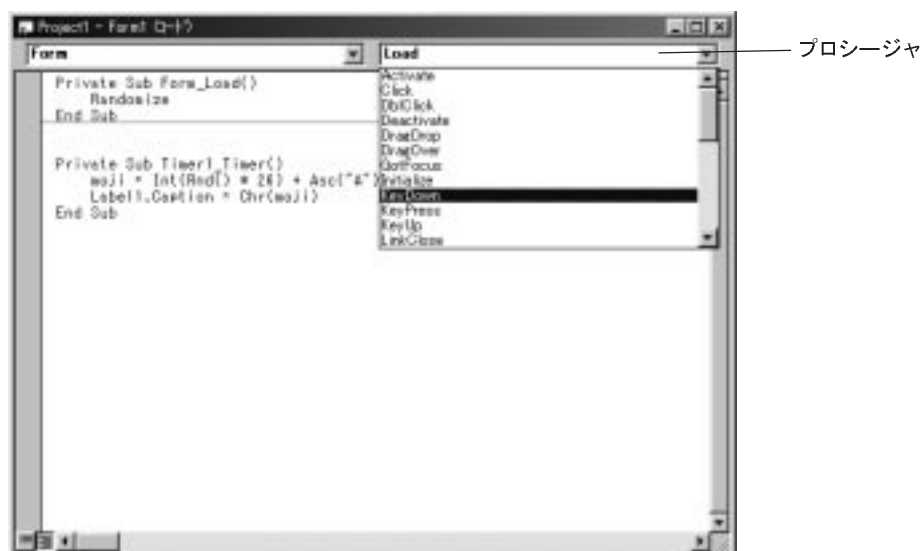 Project1 - Form1 (コード)
Form
Load
プロシージャ
Private Sub Form_Load()
Randomize
End Sub
Private Sub Timer1_Timer()
moji = Int(Rnd() * 26) + Asc("A")
Label1.Caption = Chr(moji)
End Sub
Activate
Click
DblClick
Deactivate
DragDrop
DragOver
GotFocus
Initialize
KeyDown
KeyPress
KeyUp
LinkClose